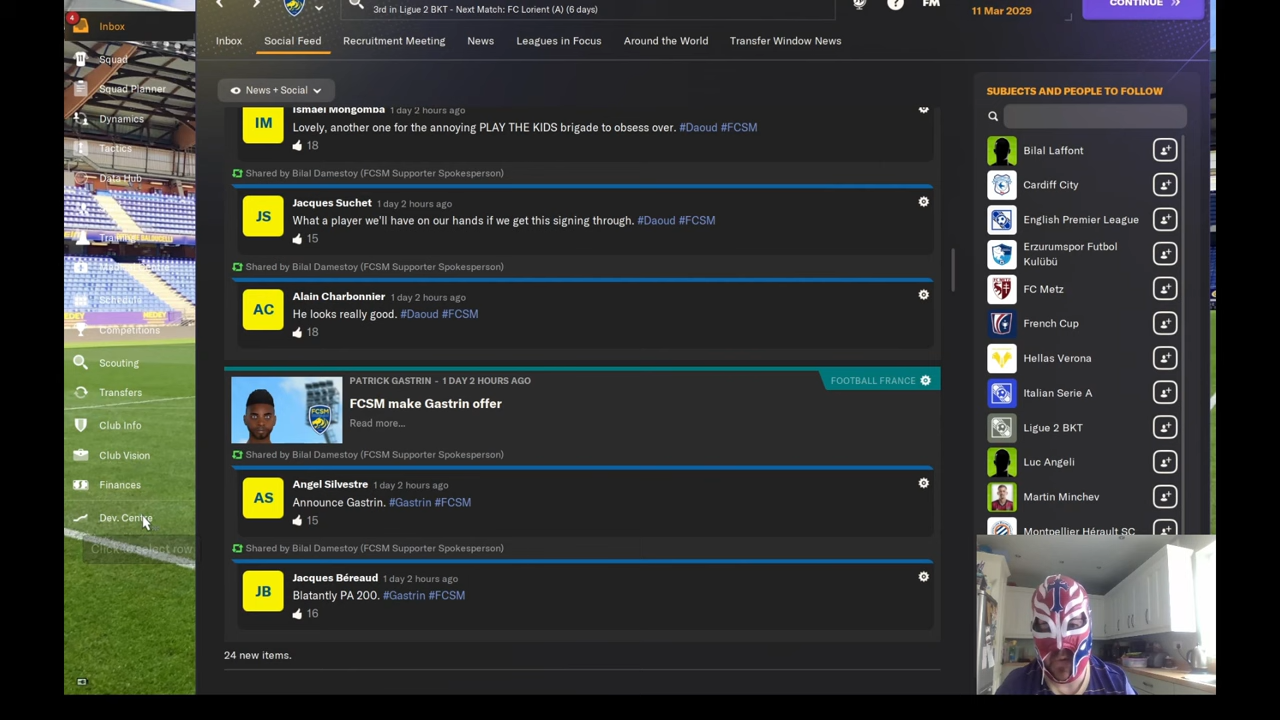 3rd in Ligue 2 BKT - Next Match: FC Lorient (A) (6 days)
?
FM
11 Mar 2029
CONTINUE
4
Inbox
Squad
Squad Planner
Dynamics
Tactics
Data Hub
Training
Schedule
Competitions
Scouting
Transfers
Club Info
Club Vision
Finances
Dev. Centre
Click to select row
Inbox
Social Feed
Recruitment Meeting
News
Leagues in Focus
Around the World
Transfer Window News
News + Social
IM
Ismael Mongomba 1 day 2 hours ago
Lovely, another one for the annoying PLAY THE KIDS brigade to obsess over. #Daoud #FCSM
18
Shared by Bilal Damestoy (FCSM Supporter Spokesperson)
JS
Jacques Suchet 1 day 2 hours ago
What a player we'll have on our hands if we get this signing through. #Daoud #FCSM
15
Shared by Bilal Damestoy (FCSM Supporter Spokesperson)
AC
Alain Charbonnier 1 day 2 hours ago
He looks really good. #Daoud #FCSM
18
PATRICK GASTRIN - 1 DAY 2 HOURS AGO
FOOTBALL FRANCE
FCSM make Gastrin offer
Read more...
FCSM
Shared by Bilal Damestoy (FCSM Supporter Spokesperson)
AS
Angel Silvestre 1 day 2 hours ago
Announce Gastrin. #Gastrin #FCSM
15
Shared by Bilal Damestoy (FCSM Supporter Spokesperson)
JB
Jacques Béreaud 1 day 2 hours ago
Blatantly PA 200. #Gastrin #FCSM
16
24 new items.
SUBJECTS AND PEOPLE TO FOLLOW
Bilal Laffont
Cardiff City
English Premier League
Erzurumspor Futbol
Kulübü
FC Metz
French Cup
Hellas Verona
Italian Serie A
Ligue 2 BKT
Luc Angeli
Martin Minchev
Montpellier Hérault SC